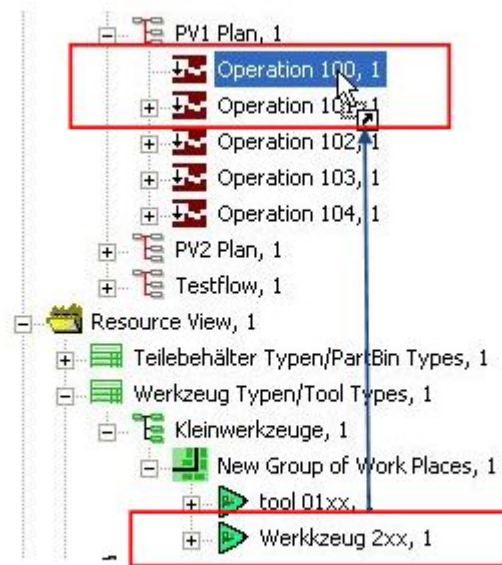 PV1 Plan, 1
Operation 100, 1
Operation 101, 1
Operation 102, 1
Operation 103, 1
Operation 104, 1
PV2 Plan, 1
Testflow, 1
Resource View, 1
Teilebehälter Typen/PartBin Types, 1
Werkzeug Typen/Tool Types, 1
Kleinwerkzeuge, 1
New Group of Work Places, 1
tool 01xx,
Werkkzeug 2xx, 1